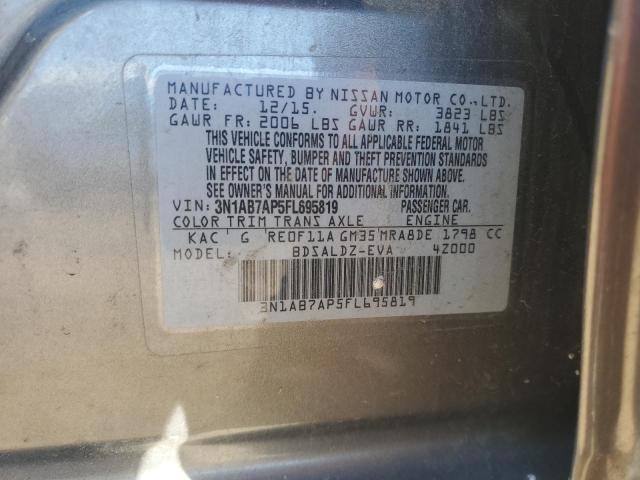 MANUFACTURED BY NISSAN MOTOR CO., LTD.
DATE: 12/15. GVWR: 3823 LBS
GAWR FR: 2006 LBS GAWR RR: 1841 LBS
THIS VEHICLE CONFORMS TO ALL APPLICABLE FEDERAL MOTOR
VEHICLE SAFETY, BUMPER AND THEFT PREVENTION STANDARDS
IN EFFECT ON THE DATE OF MANUFACTURE SHOWN ABOVE.
SEE OWNER'S MANUAL FOR ADDITIONAL INFORMATION.
VIN: 3N1AB7AP5FL695819 PASSENGER CAR.
COLOR TRIM TRANS AXLE ENGINE
KAC G RE0F11A GM35 MRA8DE 1798 CC
MODEL: BDSALDZ-EVA 4Z000
3N1AB7AP5FL695819